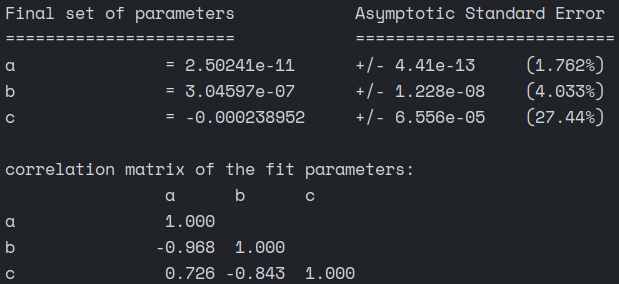 Final set of parameters            Asymptotic Standard Error
=======================            ==========================
a               = 2.50241e-11      +/- 4.41e-13     (1.762%)
b               = 3.04597e-07      +/- 1.228e-08    (4.033%)
c               = -0.000238952     +/- 6.556e-05    (27.44%)

correlation matrix of the fit parameters:
                a      b      c
a               1.000
b              -0.968  1.000
c               0.726 -0.843  1.000